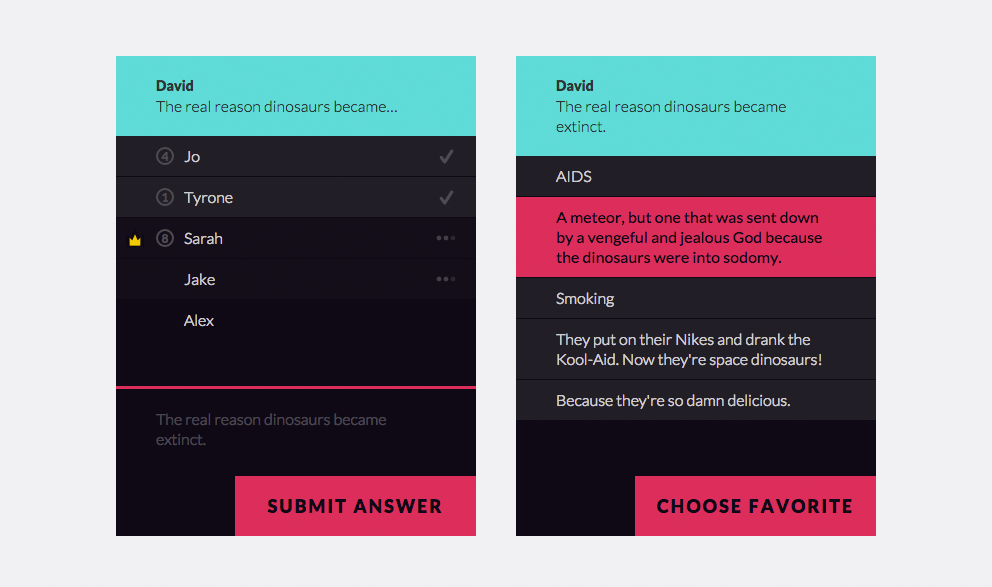 David
The real reason dinosaurs became...
4 Jo
1 Tyrone
8 Sarah
Jake
Alex
The real reason dinosaurs became
extinct.
SUBMIT ANSWER
David
The real reason dinosaurs became
extinct.
AIDS
A meteor, but one that was sent down
by a vengeful and jealous God because
the dinosaurs were into sodomy.
Smoking
They put on their Nikes and drank the
Kool-Aid. Now they're space dinosaurs!
Because they're so damn delicious.
CHOOSE FAVORITE